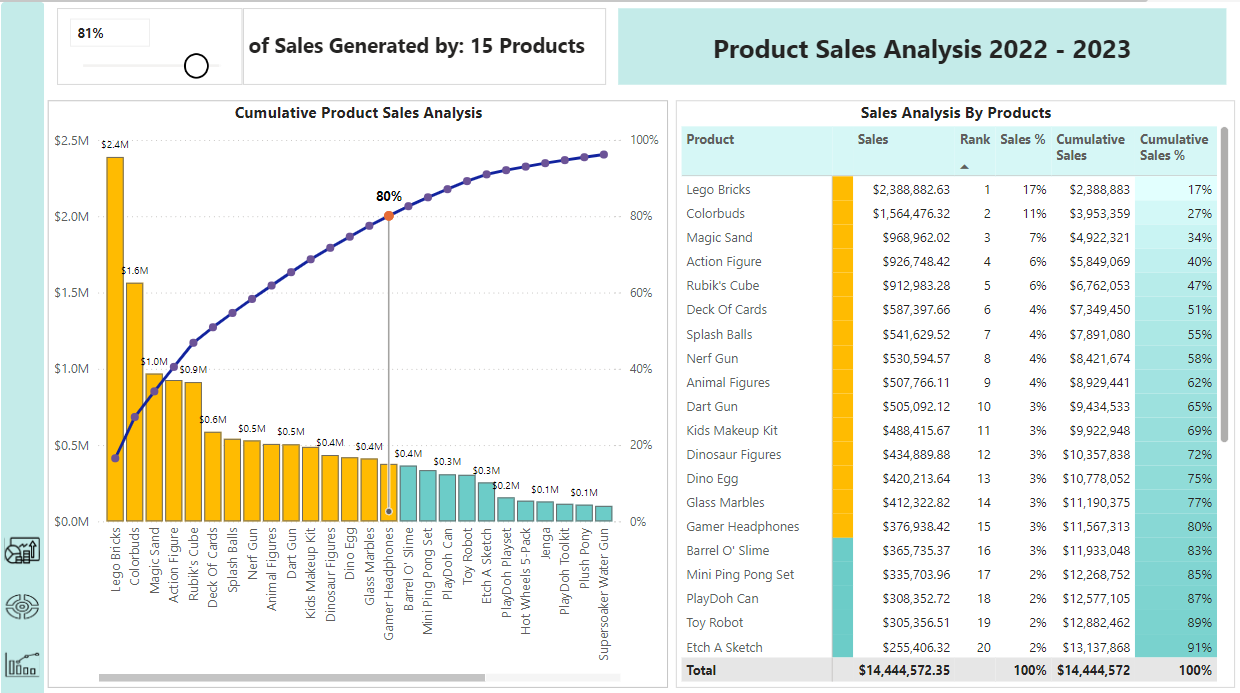 81%
of Sales Generated by: 15 Products
Product Sales Analysis 2022 - 2023
Cumulative Product Sales Analysis
$2.5M
$2.0M
$1.5M
$1.0M
$0.5M
$0.0M
$2.4M
$1.6M
$1.0M
$0.9M
$0.6M
$0.5M
$0.5M
$0.4M
$0.4M
80%
$0.4M
$0.3M
$0.3M
$0.2M
$0.1M
$0.1M
100%
80%
60%
40%
20%
0%
Lego Bricks
Colorbuds
Magic Sand
Action Figure
Rubik's Cube
Deck Of Cards
Splash Balls
Nerf Gun
Animal Figures
Dart Gun
Kids Makeup Kit
Dinosaur Figures
Dino Egg
Glass Marbles
Gamer Headphones
Barrel O' Slime
Mini Ping Pong Set
PlayDoh Can
Toy Robot
Etch A Sketch
PlayDoh Playset
Hot Wheels 5-Pack
Jenga
PlayDoh Toolkit
Plush Pony
Supersoaker Water Gun
Sales Analysis By Products
Product Sales Rank Sales % Cumulative Sales Cumulative Sales %
Lego Bricks $2,388,882.63 1 17% $2,388,883 17%
Colorbuds $1,564,476.32 2 11% $3,953,359 27%
Magic Sand $968,962.02 3 7% $4,922,321 34%
Action Figure $926,748.42 4 6% $5,849,069 40%
Rubik's Cube $912,983.28 5 6% $6,762,053 47%
Deck Of Cards $587,397.66 6 4% $7,349,450 51%
Splash Balls $541,629.52 7 4% $7,891,080 55%
Nerf Gun $530,594.57 8 4% $8,421,674 58%
Animal Figures $507,766.11 9 4% $8,929,441 62%
Dart Gun $505,092.12 10 3% $9,434,533 65%
Kids Makeup Kit $488,415.67 11 3% $9,922,948 69%
Dinosaur Figures $434,889.88 12 3% $10,357,838 72%
Dino Egg $420,213.64 13 3% $10,778,052 75%
Glass Marbles $412,322.82 14 3% $11,190,375 77%
Gamer Headphones $376,938.42 15 3% $11,567,313 80%
Barrel O' Slime $365,735.37 16 3% $11,933,048 83%
Mini Ping Pong Set $335,703.96 17 2% $12,268,752 85%
PlayDoh Can $308,352.72 18 2% $12,577,105 87%
Toy Robot $305,356.51 19 2% $12,882,462 89%
Etch A Sketch $255,406.32 20 2% $13,137,868 91%
Total $14,444,572.35 100% $14,444,572 100%